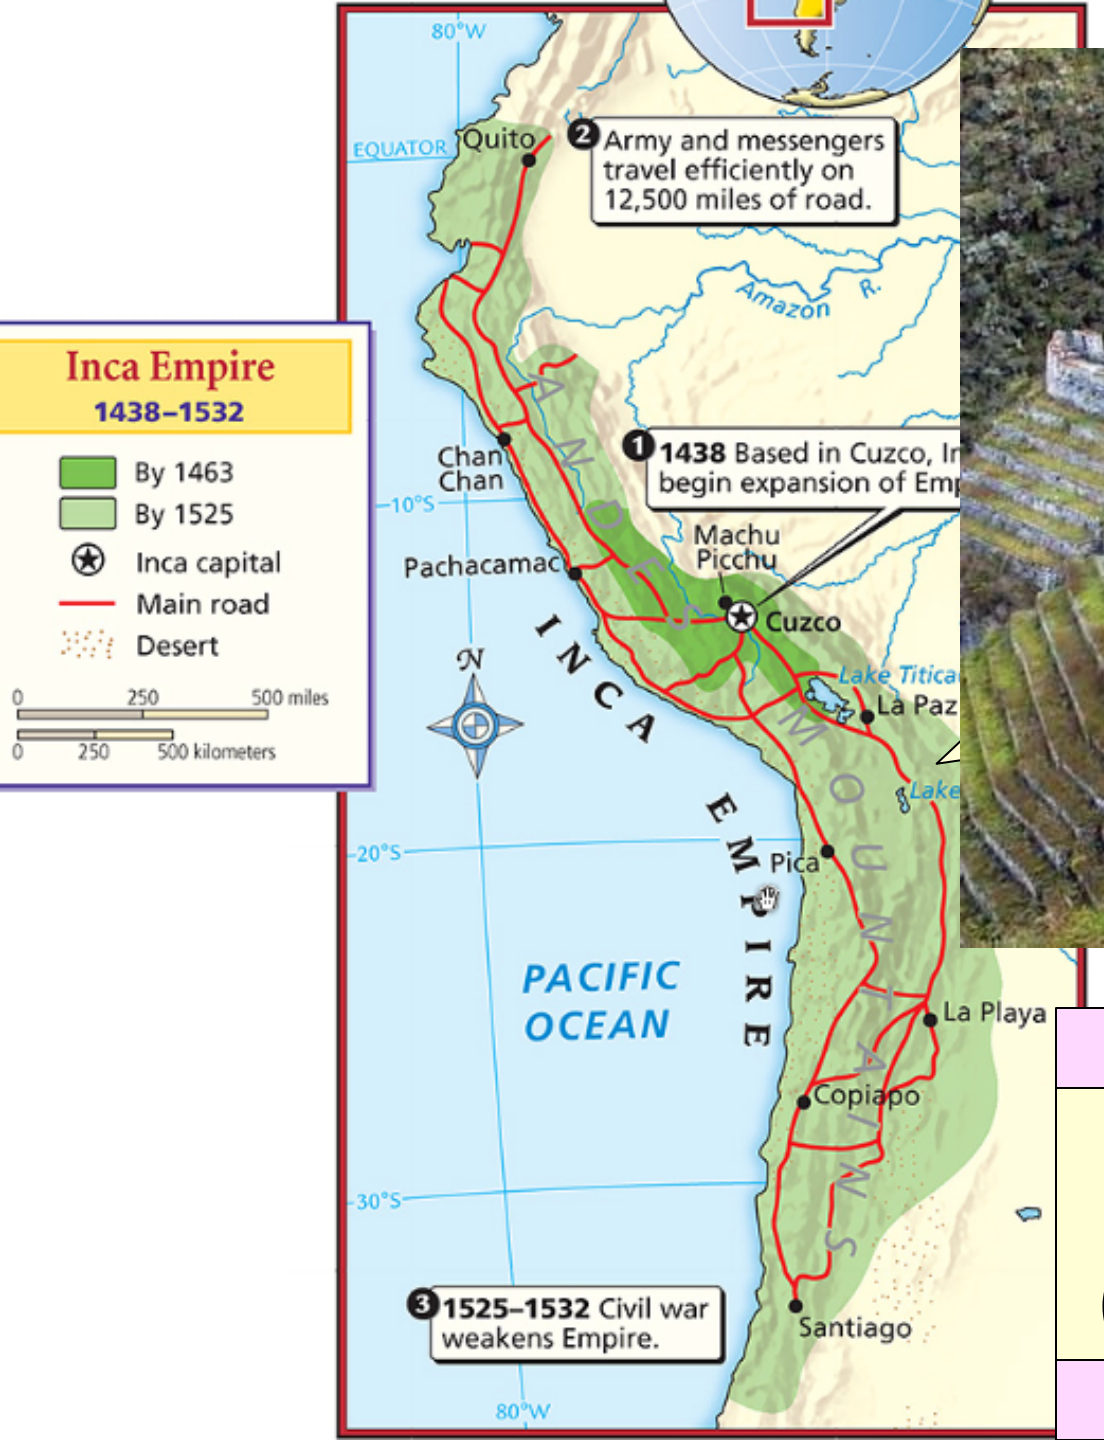 80°W
EQUATOR
Quito
2 Army and messengers
travel efficiently on
12,500 miles of road.
Amazon R.
Inca Empire
1438–1532
By 1463
By 1525
Inca capital
Main road
Desert
0 250 500 miles
0 250 500 kilometers
1 1438 Based in Cuzco, In
begin expansion of Emp
Chan
Chan
10°S
Machu
Picchu
Pachacamac
Cuzco
ANDES MOUNTAINS
N
INCA EMPIRE
Lake Titica
La Paz
Lake
20°S
Pica
PACIFIC
OCEAN
La Playa
Copiapo
30°S
3 1525–1532 Civil war
weakens Empire.
Santiago
80°W